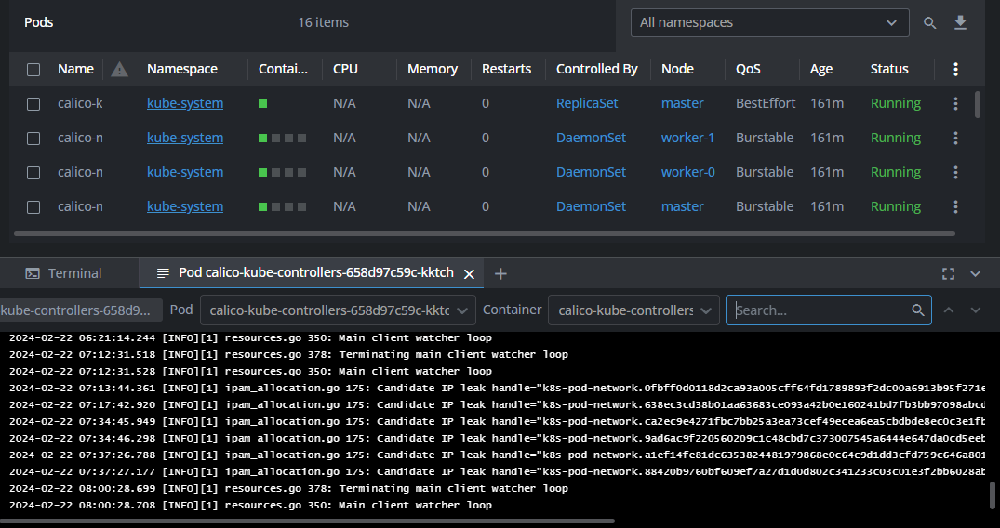 Pods 16 items All namespaces
Name Namespace Contai... CPU Memory Restarts Controlled By Node QoS Age Status
calico-k kube-system N/A N/A 0 ReplicaSet master BestEffort 161m Running
calico-n kube-system N/A N/A 0 DaemonSet worker-1 Burstable 161m Running
calico-n kube-system N/A N/A 0 DaemonSet worker-0 Burstable 161m Running
calico-n kube-system N/A N/A 0 DaemonSet master Burstable 161m Running
Terminal Pod calico-kube-controllers-658d97c59c-kktch
kube-controllers-658d9... Pod calico-kube-controllers-658d97c59c-kktc Container calico-kube-controllers Search...
2024-02-22 06:21:14.244 [INFO][1] resources.go 350: Main client watcher loop
2024-02-22 07:12:31.518 [INFO][1] resources.go 378: Terminating main client watcher loop
2024-02-22 07:12:31.528 [INFO][1] resources.go 350: Main client watcher loop
2024-02-22 07:13:44.361 [INFO][1] ipam_allocation.go 175: Candidate IP leak handle="k8s-pod-network.0fbff0d0118d2ca93a005cff64fd1789893f2dc00a6913b95f271e
2024-02-22 07:17:42.920 [INFO][1] ipam_allocation.go 175: Candidate IP leak handle="k8s-pod-network.638ec3cd38b01aa63683ce093a42b0e160241bd7fb3bb97098abcd
2024-02-22 07:34:45.949 [INFO][1] ipam_allocation.go 175: Candidate IP leak handle="k8s-pod-network.ca2ec9e4271fbc7bb25a3ea73cef49ecea6ea5cbdbde8ec0c3e1fb
2024-02-22 07:34:46.298 [INFO][1] ipam_allocation.go 175: Candidate IP leak handle="k8s-pod-network.9ad6ac9f220560209c1c48cbd7c373007545a6444e647da0cd5eeb
2024-02-22 07:37:26.788 [INFO][1] ipam_allocation.go 175: Candidate IP leak handle="k8s-pod-network.a1ef14fe81dc6353824481979868e0c64c9d1dd3cfd759c646a801
2024-02-22 07:37:27.177 [INFO][1] ipam_allocation.go 175: Candidate IP leak handle="k8s-pod-network.88420b9760bf609ef7a27d1d0d802c341233c03c01e3f2bb6028ab
2024-02-22 08:00:28.699 [INFO][1] resources.go 378: Terminating main client watcher loop
2024-02-22 08:00:28.708 [INFO][1] resources.go 350: Main client watcher loop